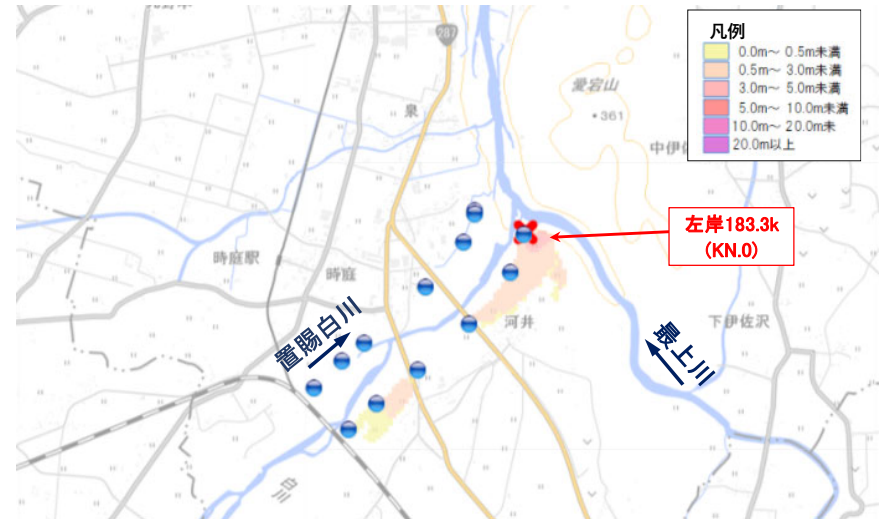 287
泉
愛宕山
・361
中伊佐
凡例
0.0m～ 0.5m未満
0.5m～ 3.0m未満
3.0m～ 5.0m未満
5.0m～ 10.0m未満
10.0m～ 20.0m未
20.0m以上
左岸183.3k
(KN.0)
時庭駅
時庭
置賜白川
河井
最上川
下伊佐沢
白川